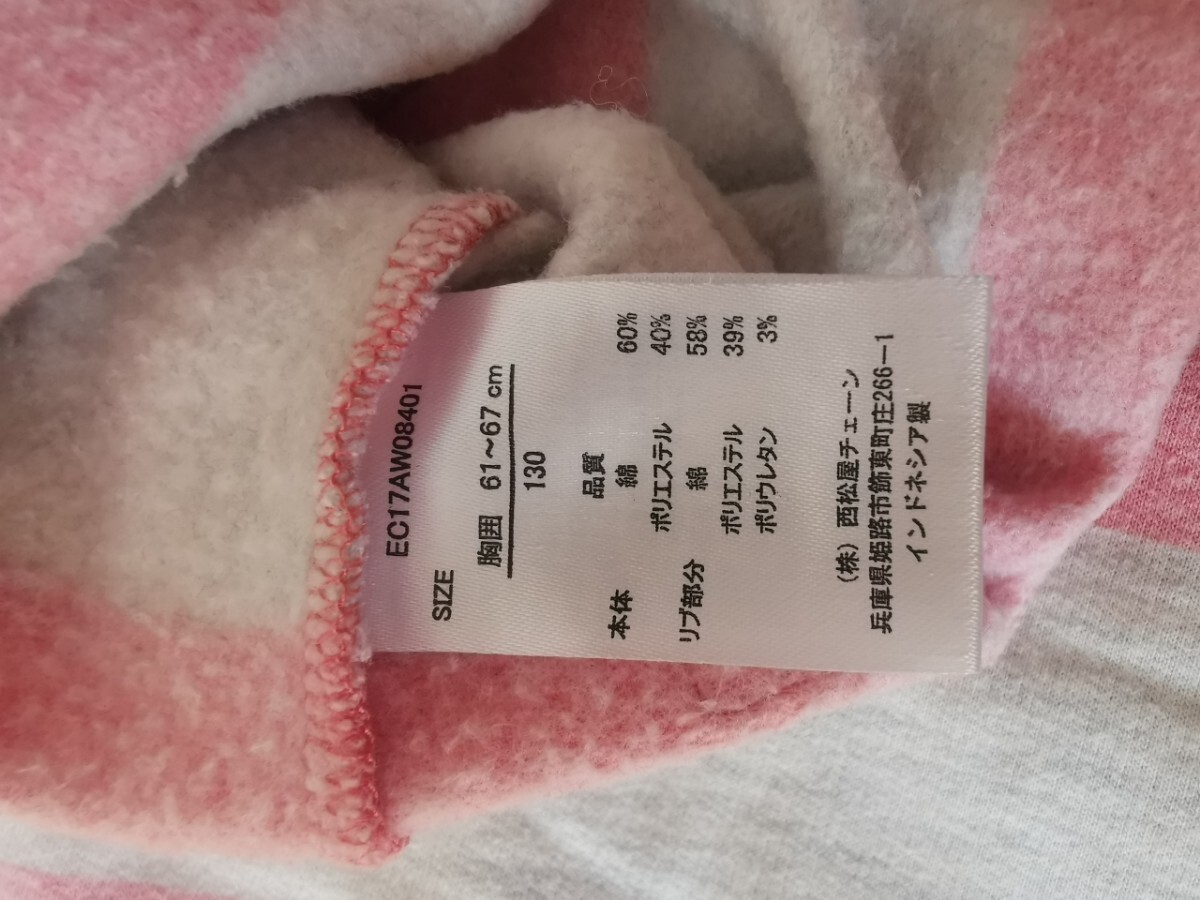 EC17AW08401
SIZE
胸囲 61~67 cm
130
品質
本体 綿 60%
ポリエステル 40%
リブ部分 綿 58%
ポリエステル 39%
ポリウレタン 3%
(株) 西松屋チェーン
兵庫県姫路市飾東町庄266-1
インドネシア製